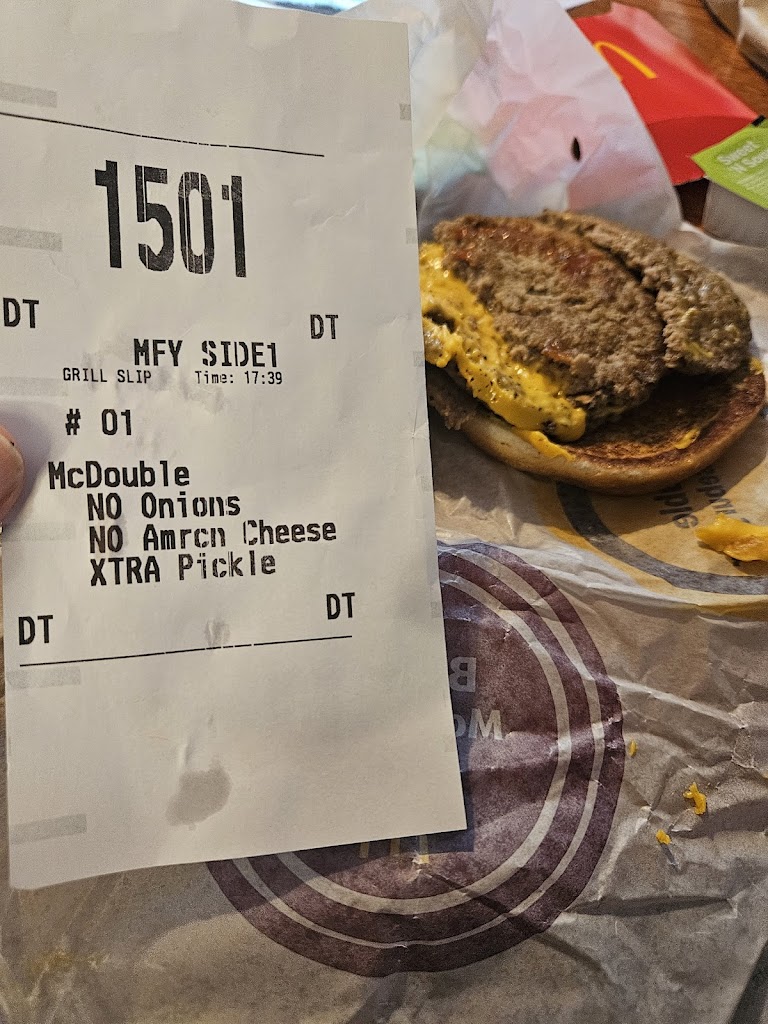 1501
DT DT
MFY SIDE1
GRILL SLIP Time: 17:39
# 01
McDouble
NO Onions
NO Amrcn Cheese
XTRA Pickle
DT DT
Sweet